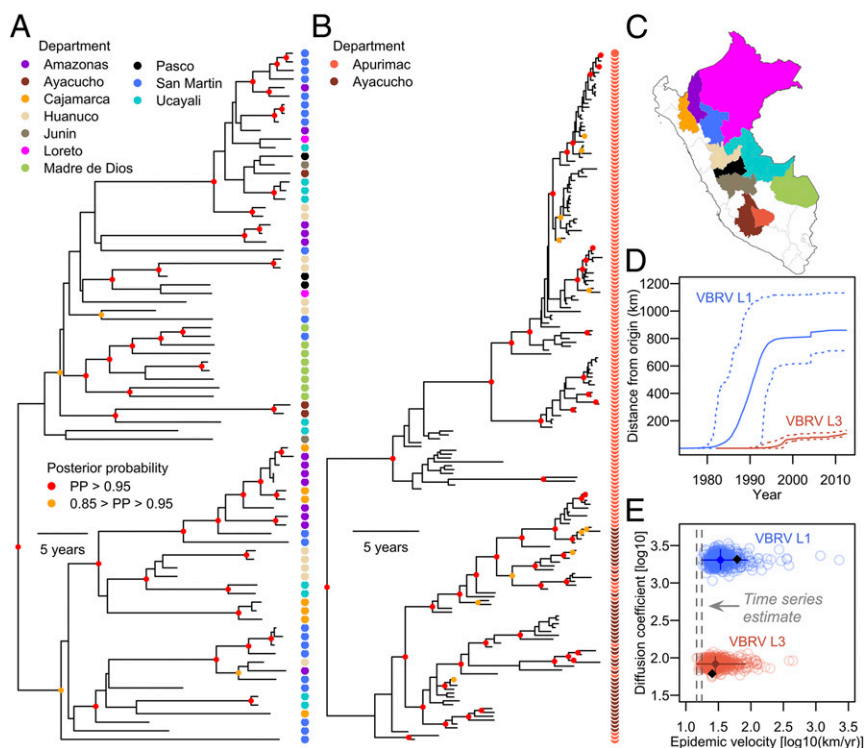 A
Department
Amazonas
Ayacucho
Cajamarca
Huanuco
Junin
Loreto
Madre de Dios
Pasco
San Martin
Ucayali
Posterior probability
PP > 0.95
0.85 > PP > 0.95
5 years
B
Department
Apurimac
Ayacucho
5 years
C
D
Distance from origin (km)
1200
1000
800
600
400
200
VBRV L1
VBRV L3
1980 1990 2000 2010
Year
E
Diffusion coefficient [log10]
3.5
3.0
2.5
2.0
1.5
VBRV L1
Time series
estimate
VBRV L3
1.0 1.5 2.0 2.5 3.0 3.5
Epidemic velocity [log10(km/yr)]